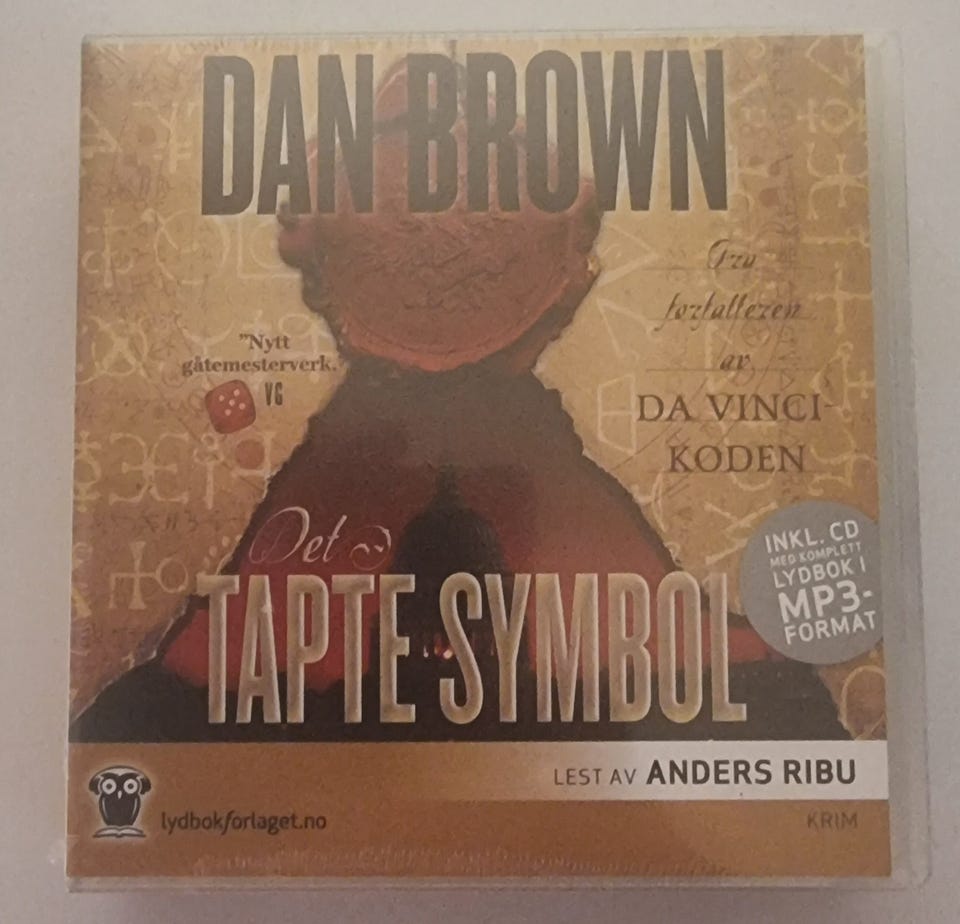 DAN BROWN
Fra
forfatteren
av
DA VINCI-
KODEN
"Nytt
gåtemesterverk."
VG
Det
TAPTE SYMBOL
INKL. CD
MED KOMPLETT
LYDBOK I
MP3-
FORMAT
LEST AV ANDERS RIBU
lydbokforlaget.no
KRIM